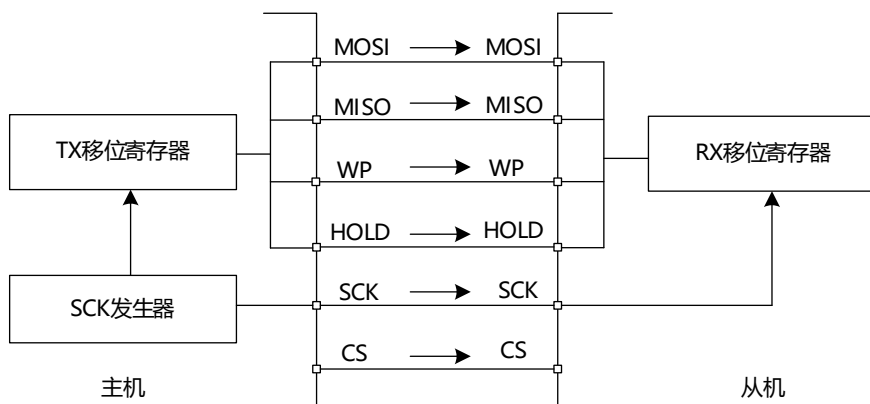 MOSI MOSI
MISO MISO
TX移位寄存器
RX移位寄存器
WP WP
HOLD HOLD
SCK发生器
SCK SCK
CS CS
主机
从机